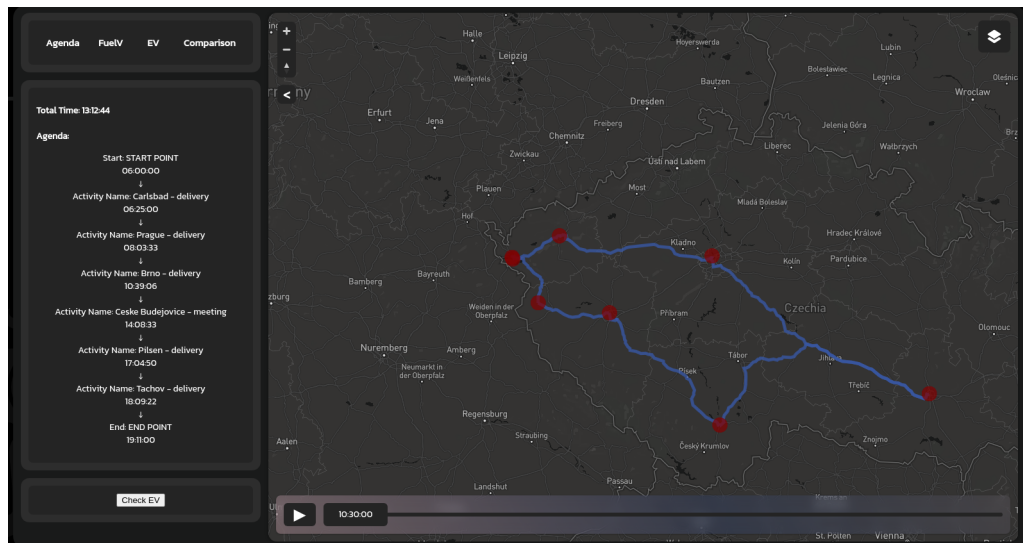 Agenda FuelV EV Comparison
Total Time: 13:12:44
Agenda:
Start: START POINT
06:00:00
↓
Activity Name: Carlsbad - delivery
06:25:00
↓
Activity Name: Prague - delivery
08:03:33
↓
Activity Name: Brno - delivery
10:39:06
↓
Activity Name: Ceske Budejovice - meeting
14:08:33
↓
Activity Name: Pilsen - delivery
17:04:50
↓
Activity Name: Tachov - delivery
18:09:22
↓
End: END POINT
19:11:00
Check EV
+
−
▲
<
Halle
Leipzig
Hoyerswerda
Lubin
Weißenfels
Bautzen
Bolesławiec
Legnica
Wroclaw
Erfurt
Jena
Dresden
Freiberg
Chemnitz
Jelenia Góra
Zwickau
Ústí nad Labem
Liberec
Wałbrzych
Plauen
Most
Mladá Boleslav
Hof
Kladno
Hradec Králové
Kolín
Pardubice
Bamberg
Bayreuth
Weiden in der
Oberpfalz
Příbram
Czechia
Olomouc
Nuremberg
Amberg
Neumarkt in
der Oberpfalz
Tábor
Jihlava
Písek
Třebíč
Regensburg
Straubing
Aalen
Český Krumlov
Znojmo
Landshut
Passau
10:30:00
St. Pölten
Vienna